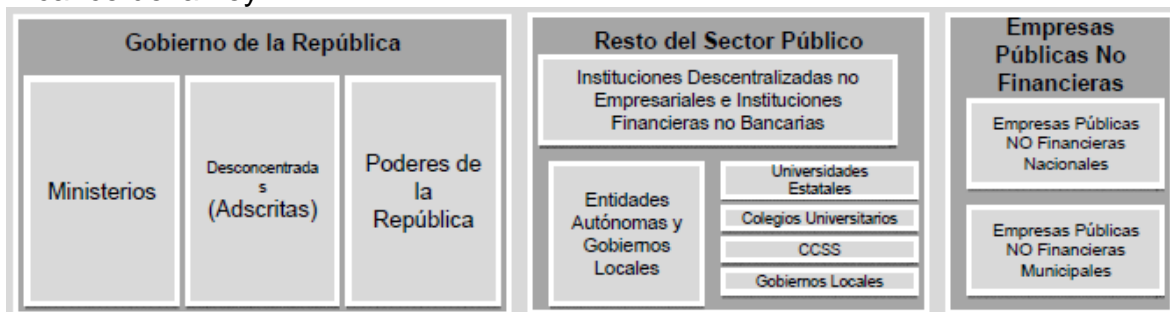 Gobierno de la República
Ministerios
Desconcentrada
s
(Adscritas)
Poderes de
la
República
Resto del Sector Público
Instituciones Descentralizadas no
Empresariales e Instituciones
Financieras no Bancarias
Entidades
Autónomas y
Gobiernos
Locales
Universidades
Estatales
Colegios Universitarios
CCSS
Gobiernos Locales
Empresas
Públicas No
Financieras
Empresas Públicas
NO Financieras
Nacionales
Empresas Públicas
NO Financieras
Municipales